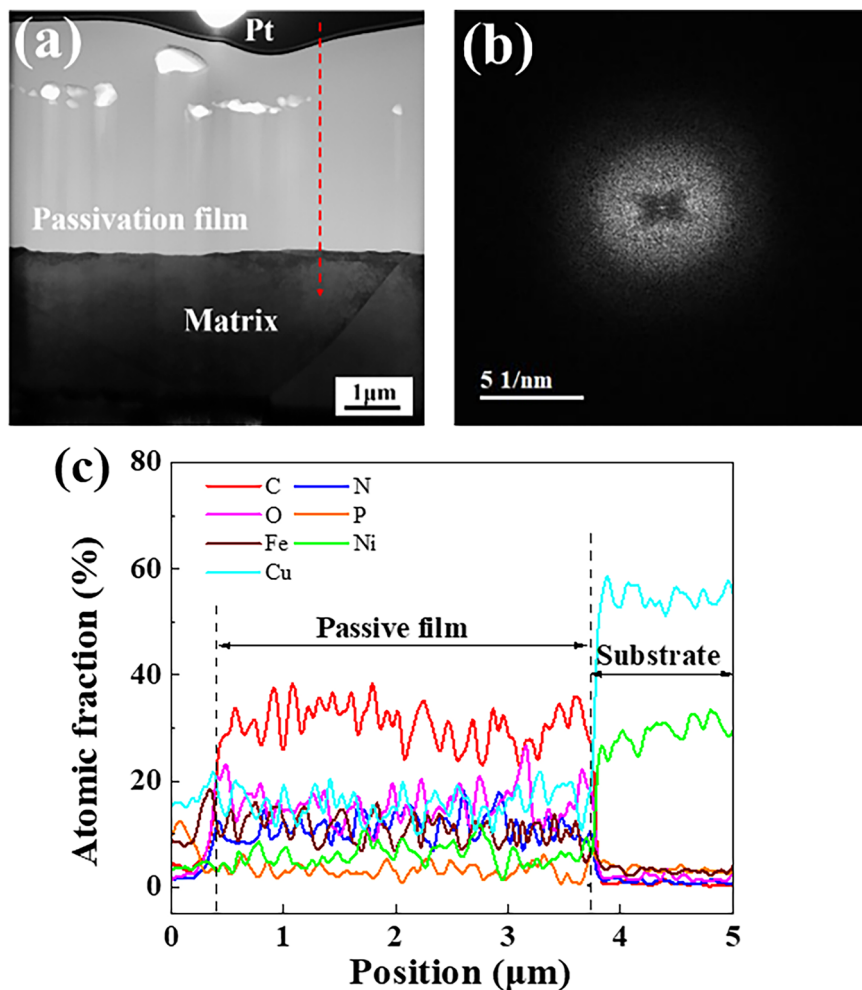 (a)
Pt
Passivation film
Matrix
1μm
(b)
5 1/nm
(c)
80
60
40
20
0
Atomic fraction (%)
C
N
O
P
Fe
Ni
Cu
Passive film
Substrate
0
1
2
3
4
5
Position (μm)